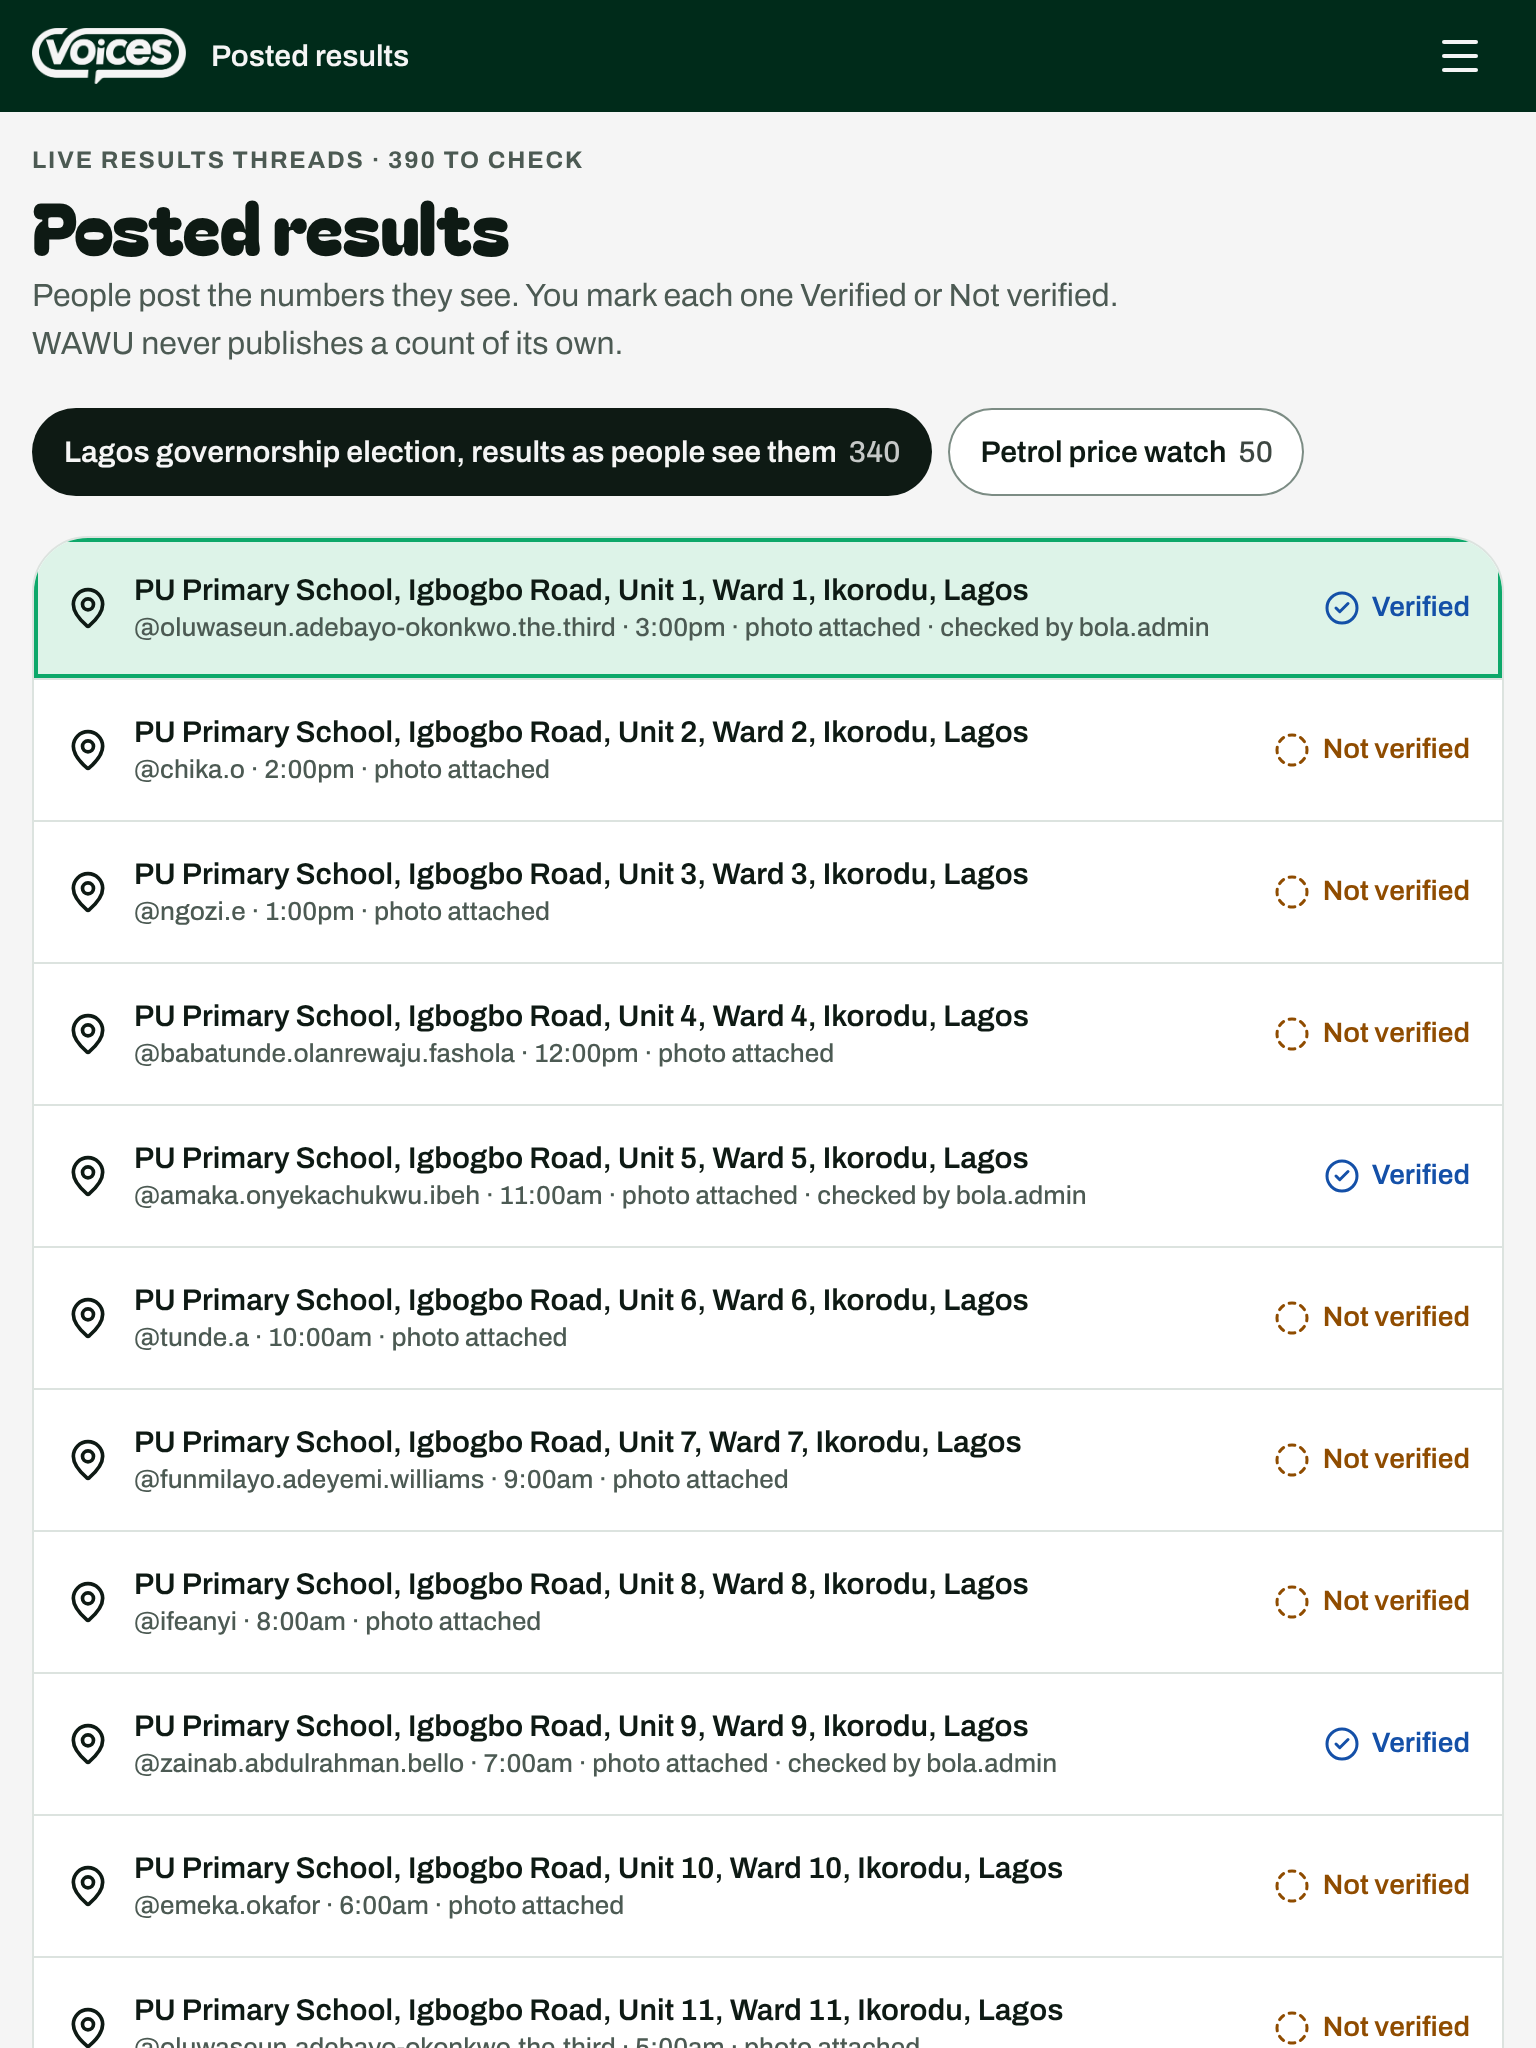 voices
Posted results
LIVE RESULTS THREADS · 390 TO CHECK
Posted results
People post the numbers they see. You mark each one Verified or Not verified.
WAWU never publishes a count of its own.
Lagos governorship election, results as people see them 340
Petrol price watch 50
PU Primary School, Igbogbo Road, Unit 1, Ward 1, Ikorodu, Lagos
@oluwaseun.adebayo-okonkwo.the.third · 3:00pm · photo attached · checked by bola.admin
Verified
PU Primary School, Igbogbo Road, Unit 2, Ward 2, Ikorodu, Lagos
@chika.o · 2:00pm · photo attached
Not verified
PU Primary School, Igbogbo Road, Unit 3, Ward 3, Ikorodu, Lagos
@ngozi.e · 1:00pm · photo attached
Not verified
PU Primary School, Igbogbo Road, Unit 4, Ward 4, Ikorodu, Lagos
@babatunde.olanrewaju.fashola · 12:00pm · photo attached
Not verified
PU Primary School, Igbogbo Road, Unit 5, Ward 5, Ikorodu, Lagos
@amaka.onyekachukwu.ibeh · 11:00am · photo attached · checked by bola.admin
Verified
PU Primary School, Igbogbo Road, Unit 6, Ward 6, Ikorodu, Lagos
@tunde.a · 10:00am · photo attached
Not verified
PU Primary School, Igbogbo Road, Unit 7, Ward 7, Ikorodu, Lagos
@funmilayo.adeyemi.williams · 9:00am · photo attached
Not verified
PU Primary School, Igbogbo Road, Unit 8, Ward 8, Ikorodu, Lagos
@ifeanyi · 8:00am · photo attached
Not verified
PU Primary School, Igbogbo Road, Unit 9, Ward 9, Ikorodu, Lagos
@zainab.abdulrahman.bello · 7:00am · photo attached · checked by bola.admin
Verified
PU Primary School, Igbogbo Road, Unit 10, Ward 10, Ikorodu, Lagos
@emeka.okafor · 6:00am · photo attached
Not verified
PU Primary School, Igbogbo Road, Unit 11, Ward 11, Ikorodu, Lagos
@oluwaseun.adebayo-okonkwo.the.third · 5:00am · photo attached
Not verified